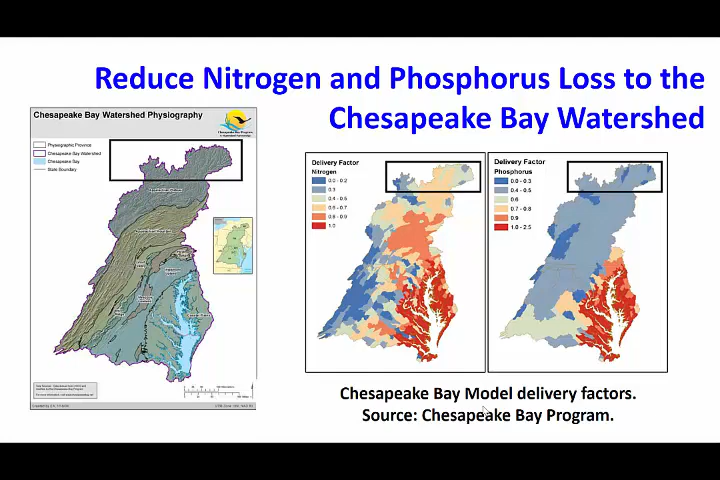 Reduce Nitrogen and Phosphorus Loss to the
Chesapeake Bay Watershed
Chesapeake Bay Watershed Physiography
Physiographic Province
Chesapeake Bay Watershed
Chesapeake Bay
State Boundary
Delivery Factor
Nitrogen
0.0 - 0.2
0.3
0.4 - 0.5
0.6 - 0.7
0.8 - 0.9
1.0
Delivery Factor
Phosphorus
0.0 - 0.3
0.4 - 0.5
0.6
0.7 - 0.8
0.9
1.0 - 2.5
Chesapeake Bay Model delivery factors.
Source: Chesapeake Bay Program.